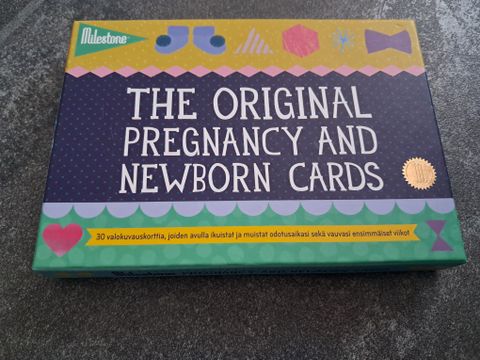 Milestone
THE ORIGINAL
PREGNANCY AND
NEWBORN CARDS
30 valokuvauskorttia, joiden avulla ikuistat ja muistat odotusaikasi sekä vauvasi ensimmäiset viikot